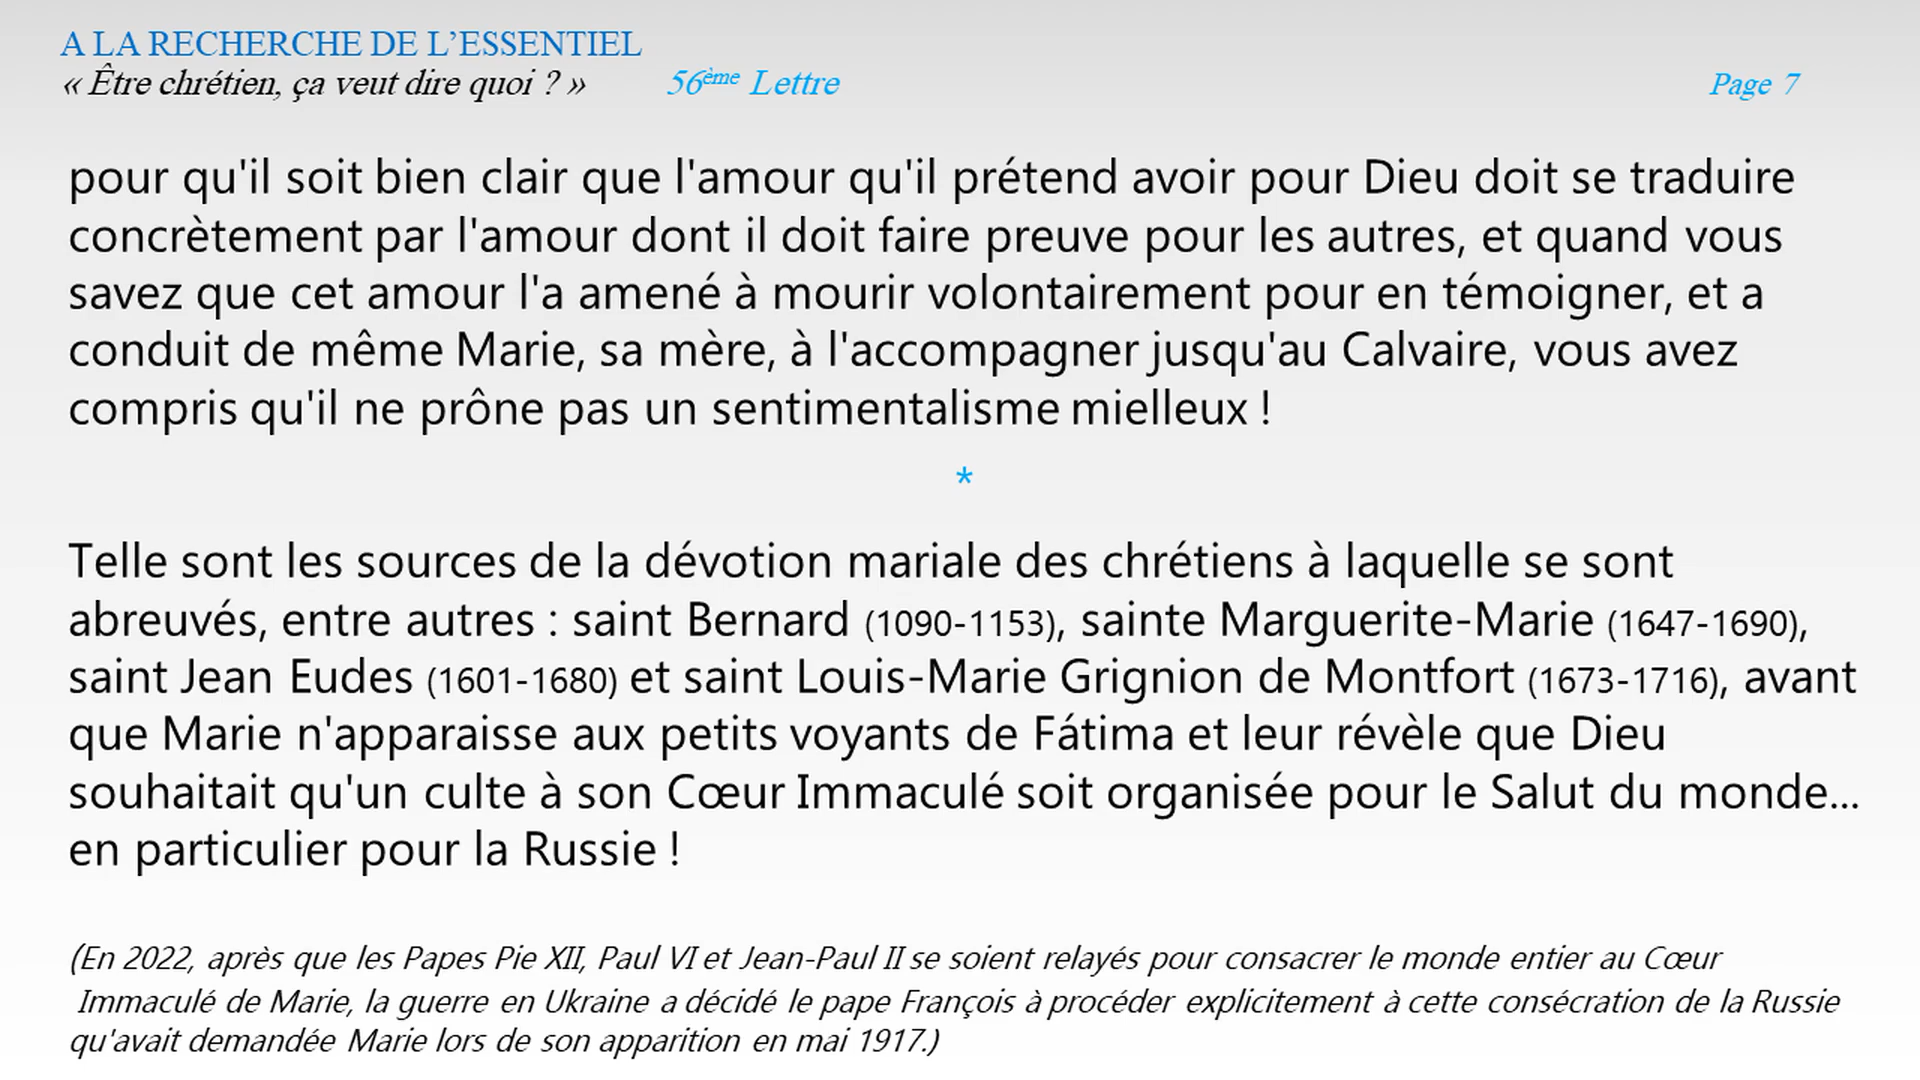 A LA RECHERCHE DE L’ESSENTIEL
« Être chrétien, ça veut dire quoi ? » 56ème Lettre Page 7
pour qu'il soit bien clair que l'amour qu'il prétend avoir pour Dieu doit se traduire
concrètement par l'amour dont il doit faire preuve pour les autres, et quand vous
savez que cet amour l'a amené à mourir volontairement pour en témoigner, et a
conduit de même Marie, sa mère, à l'accompagner jusqu'au Calvaire, vous avez
compris qu'il ne prône pas un sentimentalisme mielleux !
*
Telle sont les sources de la dévotion mariale des chrétiens à laquelle se sont
abreuvés, entre autres : saint Bernard (1090-1153), sainte Marguerite-Marie (1647-1690),
saint Jean Eudes (1601-1680) et saint Louis-Marie Grignion de Montfort (1673-1716), avant
que Marie n'apparaisse aux petits voyants de Fátima et leur révèle que Dieu
souhaitait qu'un culte à son Cœur Immaculé soit organisée pour le Salut du monde...
en particulier pour la Russie !
(En 2022, après que les Papes Pie XII, Paul VI et Jean-Paul II se soient relayés pour consacrer le monde entier au Cœur
Immaculé de Marie, la guerre en Ukraine a décidé le pape François à procéder explicitement à cette consécration de la Russie
qu'avait demandée Marie lors de son apparition en mai 1917.)